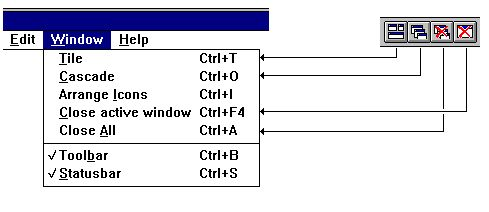 Edit Window Help
Tile Ctrl+T
Cascade Ctrl+O
Arrange Icons Ctrl+I
Close active window Ctrl+F4
Close All Ctrl+A
✓ Toolbar Ctrl+B
✓ Statusbar Ctrl+S